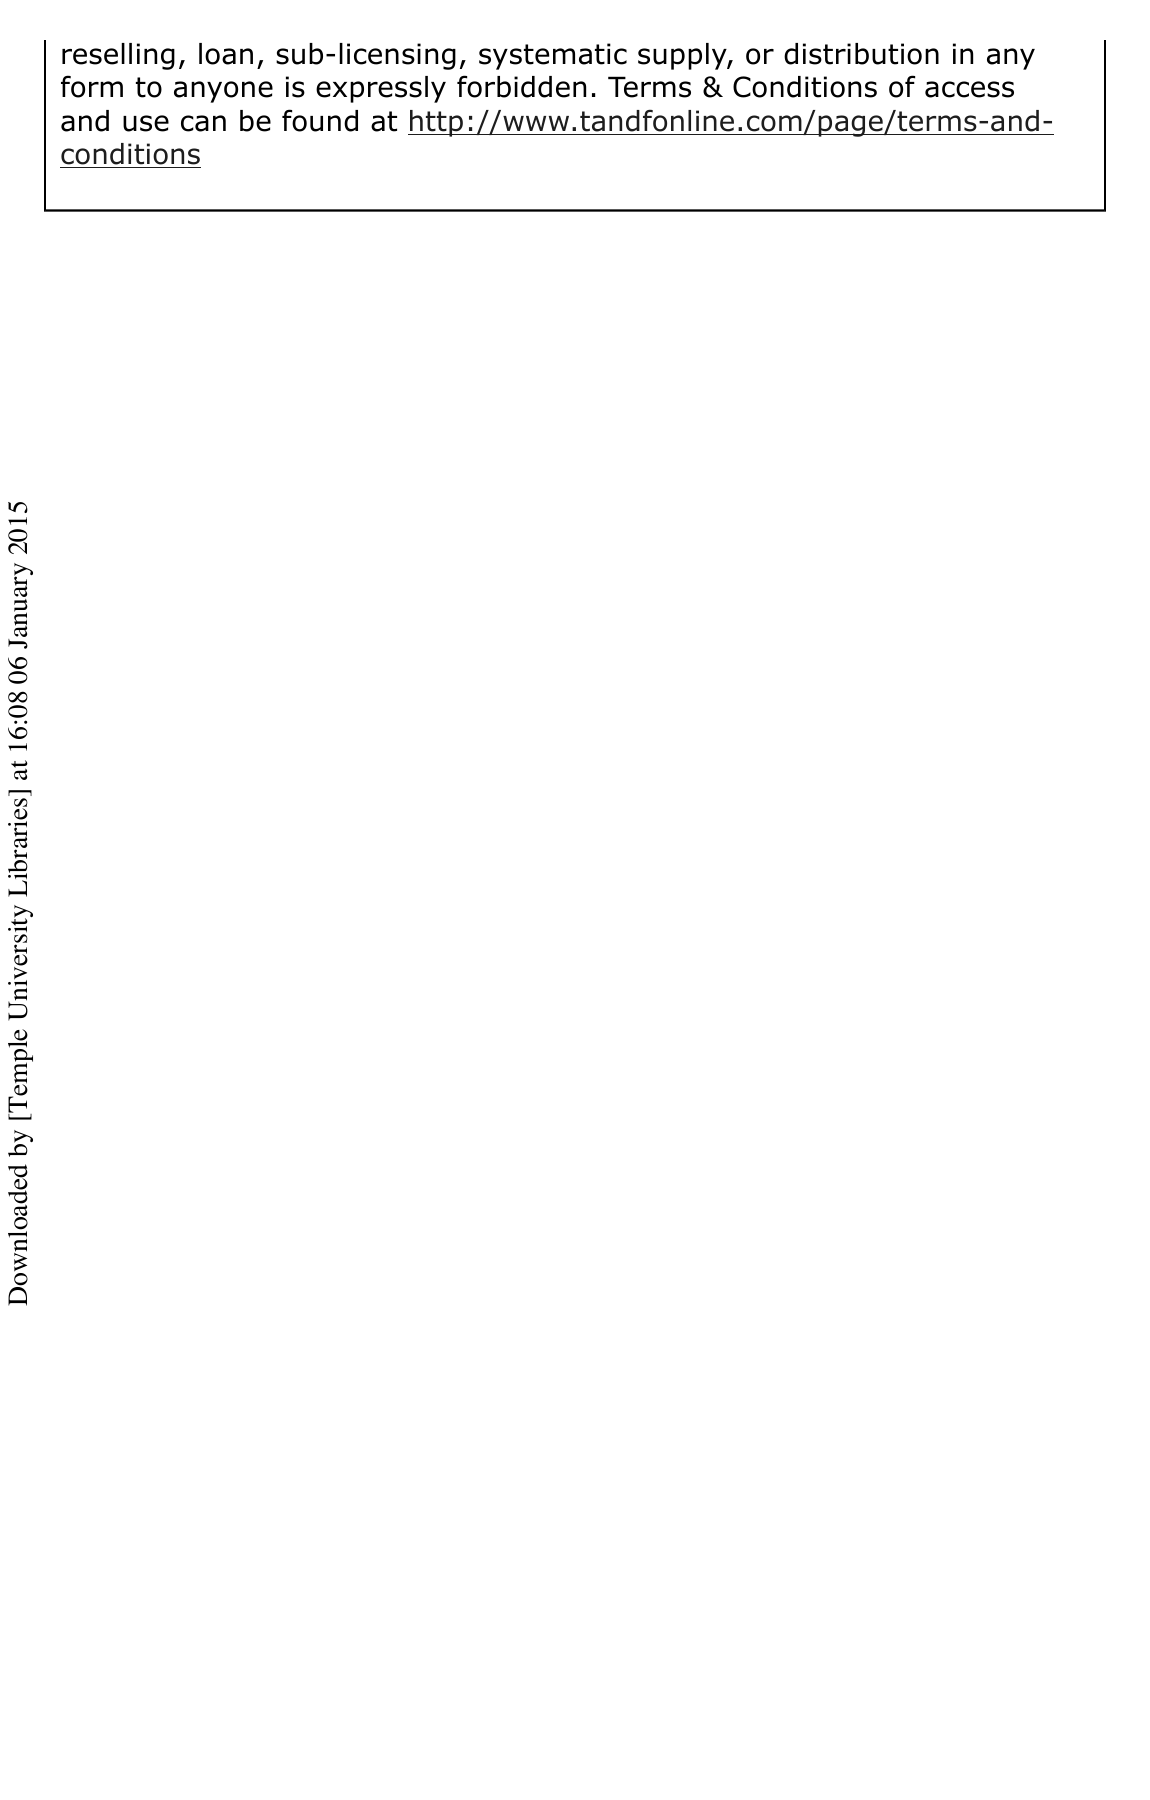 reselling, loan, sub-licensing, systematic supply, or distribution in any
form to anyone is expressly forbidden. Terms & Conditions of access
and use can be found at http://www.tandfonline.com/page/terms-and-
conditions
Downloaded by [Temple University Libraries] at 16:08 06 January 2015